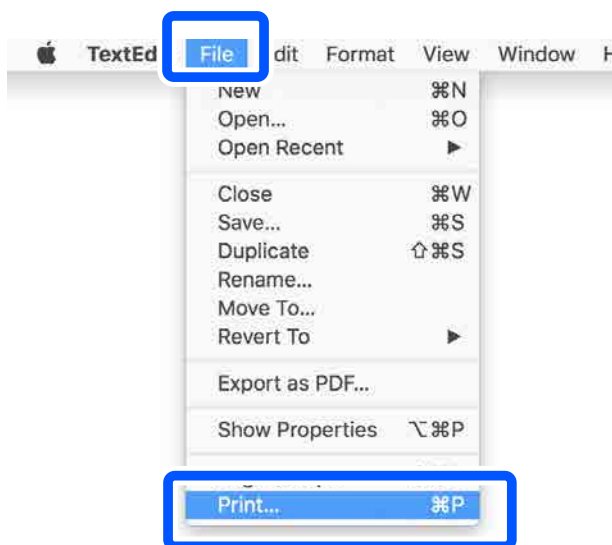 TextEd File dit Format View Window H
New ⌘N
Open... ⌘O
Open Recent ▶
Close ⌘W
Save... ⌘S
Duplicate ⇧⌘S
Rename...
Move To...
Revert To ▶
Export as PDF...
Show Properties ⌥⌘P
Print... ⌘P